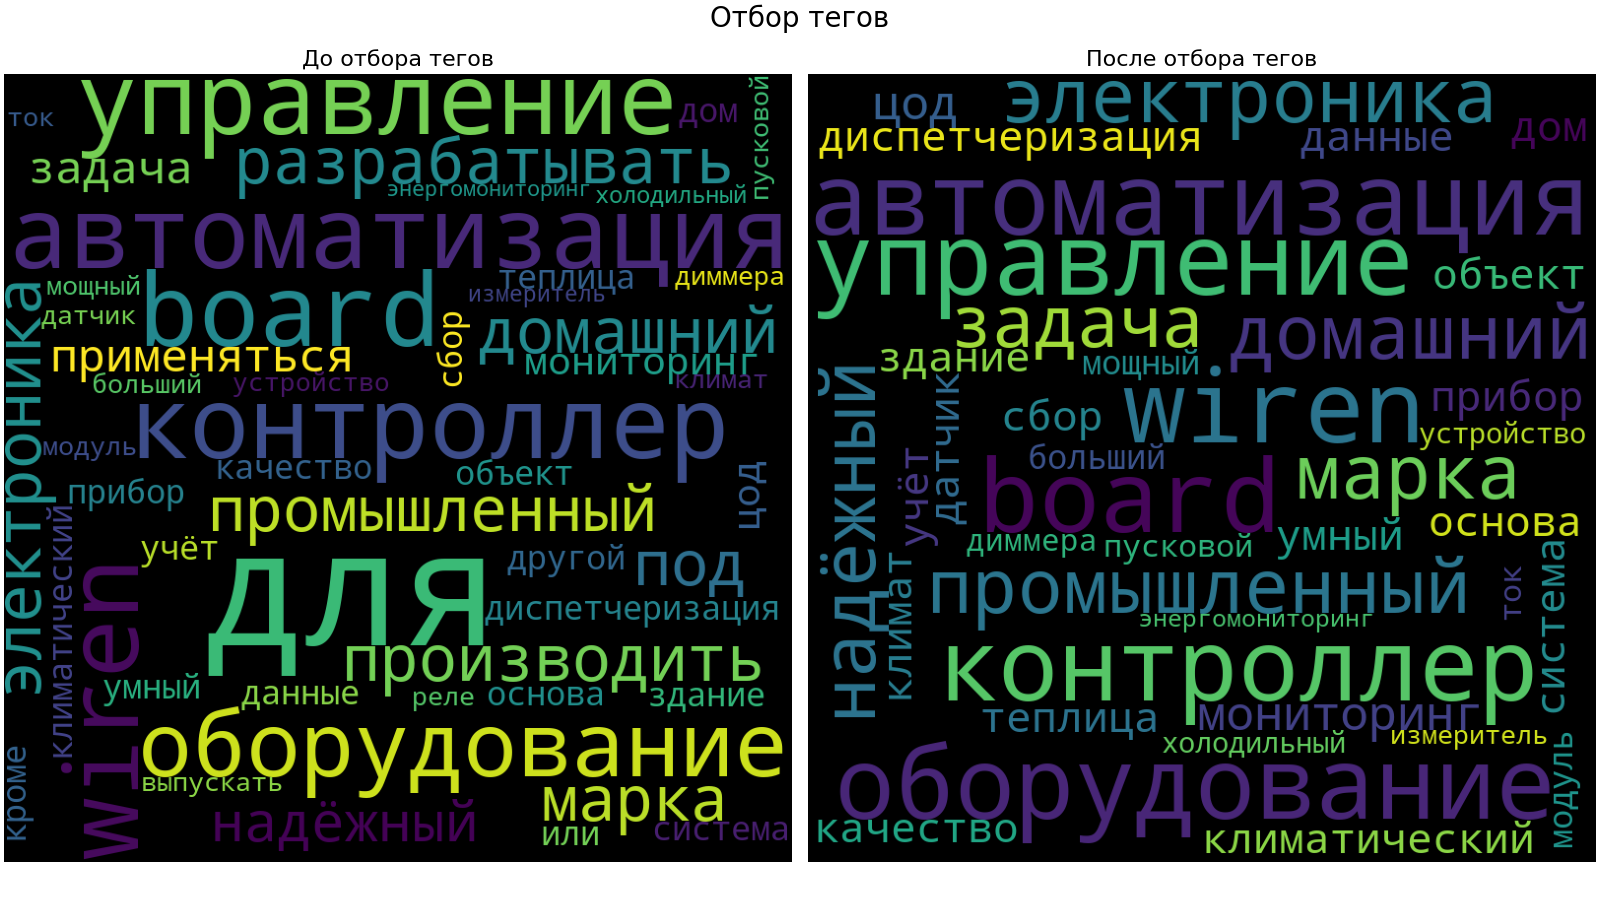 Отбор тегов
До отбора тегов
управление
ток
дом
пусковой
задача
разрабатывать
энергомониторинг
холодильный
автоматизация
мощный
board
теплица
диммера
измеритель
датчик
электроника
сбор
домашний
применяться
мониторинг
больший
устройство
климат
контроллер
модуль
качество
объект
цод
прибор
промышленный
климатический
учёт
для
другой
под
wiren
диспетчеризация
производить
умный
данные
реле
основа
здание
оборудование
кроме
выпускать
марка
надёжный
или
система
После отбора тегов
цод
электроника
диспетчеризация
данные
дом
автоматизация
управление
объект
задача
домашний
здание
мощный
надёжный
датчик
wiren
прибор
сбор
устройство
больший
учёт
board
марка
основа
диммера
пусковой
умный
климат
промышленный
ток
система
энергомониторинг
контроллер
теплица
мониторинг
холодильный
измеритель
модуль
оборудование
качество
климатический